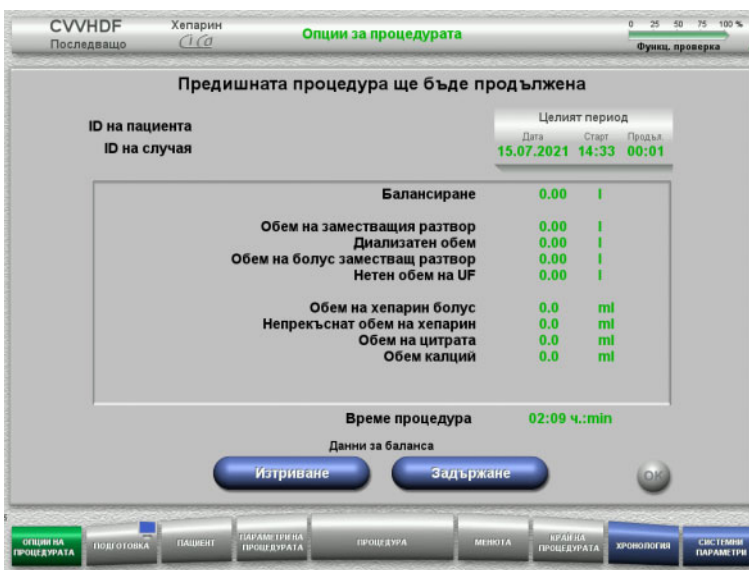 CVVHDF Хепарин Опции за процедурата 0 25 50 75 100 %
Последващо Ci Ca Функц. проверка
Предишната процедура ще бъде продължена
Целият период
ID на пациента Дата Старт Продъл.
ID на случая 15.07.2021 14:33 00:01
Балансиране 0.00 l
Обем на заместващия разтвор 0.00 l
Диализатен обем 0.00 l
Обем на болус заместващ разтвор 0.00 l
Нетен обем на UF 0.00 l
Обем на хепарин болус 0.0 ml
Непрекъснат обем на хепарин 0.0 ml
Обем на цитрата 0.0 ml
Обем калций 0.0 ml
Време процедура 02:09 ч.:min
Данни за баланса
Изтриване Задържане OK
ОПЦИИ НА ПРОЦЕДУРАТА ПОДГОТОВКА ПАЦИЕНТ ПАРАМЕТРИ НА ПРОЦЕДУРАТА ПРОЦЕДУРА МЕНЮТА КРАЙ НА ПРОЦЕДУРАТА ХРОНОЛОГИЯ СИСТЕМНИ ПАРАМЕТРИ